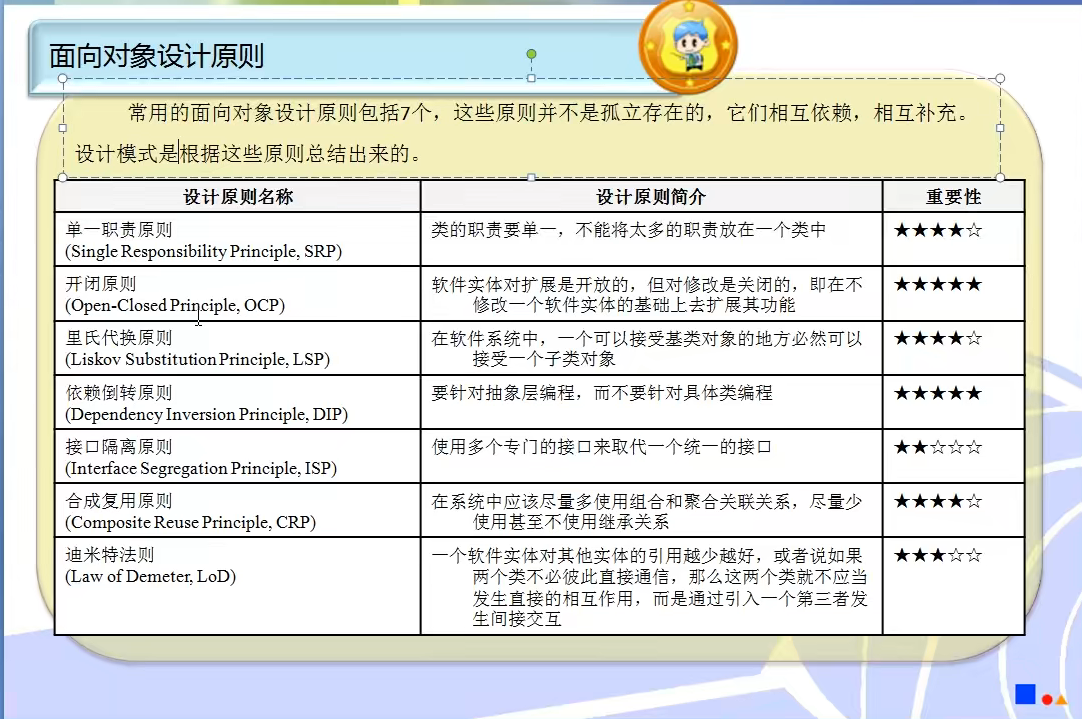 面向对象设计原则
常用的面向对象设计原则包括7个，这些原则并不是孤立存在的，它们相互依赖，相互补充。
设计模式是根据这些原则总结出来的。
设计原则名称 设计原则简介 重要性
单一职责原则 类的职责要单一，不能将太多的职责放在一个类中 ★★★★☆
(Single Responsibility Principle, SRP)
开闭原则 软件实体对扩展是开放的，但对修改是关闭的，即在不 ★★★★★
(Open-Closed Principle, OCP) 修改一个软件实体的基础上去扩展其功能
里氏代换原则 在软件系统中，一个可以接受基类对象的地方必然可以 ★★★★☆
(Liskov Substitution Principle, LSP) 接受一个子类对象
依赖倒转原则 要针对抽象层编程，而不要针对具体类编程 ★★★★★
(Dependency Inversion Principle, DIP)
接口隔离原则 使用多个专门的接口来取代一个统一的接口 ★★☆☆☆
(Interface Segregation Principle, ISP)
合成复用原则 在系统中应该尽量多使用组合和聚合关联关系，尽量少 ★★★★☆
(Composite Reuse Principle, CRP) 使用甚至不使用继承关系
迪米特法则 一个软件实体对其他实体的引用越少越好，或者说如果 ★★★☆☆
(Law of Demeter, LoD) 两个类不必彼此直接通信，那么这两个类就不应当
发生直接的相互作用，而是通过引入一个第三者发
生间接交互